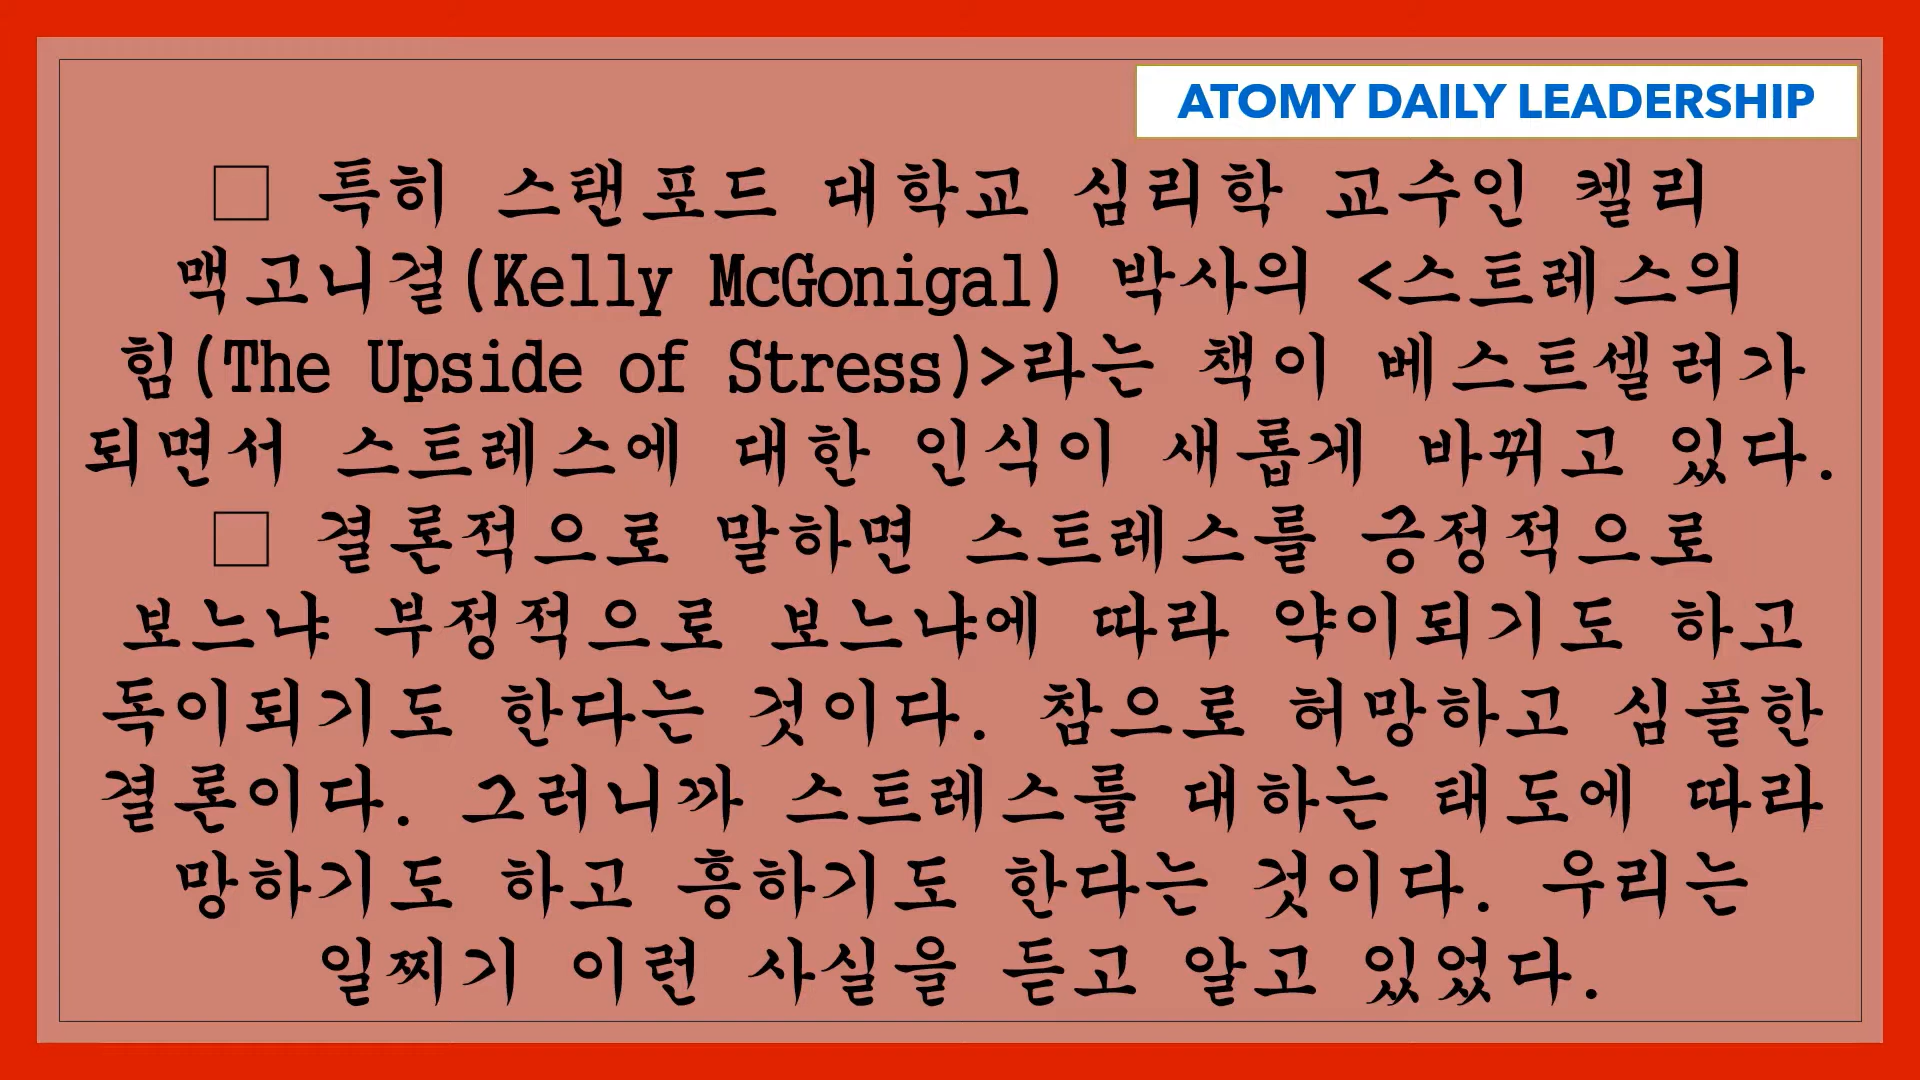 ATOMY DAILY LEADERSHIP
□ 특히 스탠포드 대학교 심리학 교수인 켈리
맥고니걸(Kelly McGonigal) 박사의 <스트레스의
힘(The Upside of Stress)>라는 책이 베스트셀러가
되면서 스트레스에 대한 인식이 새롭게 바뀌고 있다.
□ 결론적으로 말하면 스트레스를 긍정적으로
보느냐 부정적으로 보느냐에 따라 약이되기도 하고
독이되기도 한다는 것이다. 참으로 허망하고 심플한
결론이다. 그러니까 스트레스를 대하는 태도에 따라
망하기도 하고 흥하기도 한다는 것이다. 우리는
일찌기 이런 사실을 듣고 알고 있었다.